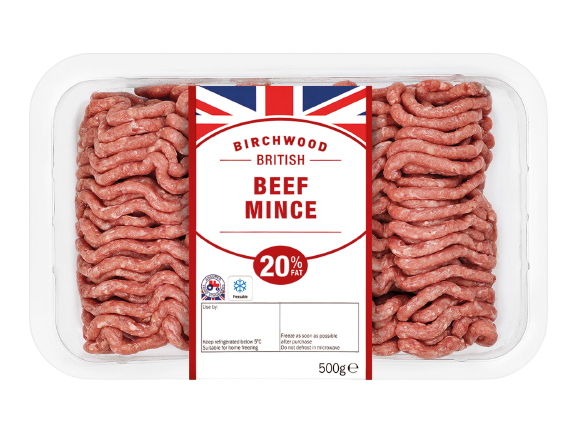 BIRCHWOOD
BRITISH
BEEF
MINCE
20% FAT
Freezable
Use by:
Keep refrigerated below 5°C
Suitable for home freezing
Freeze as soon as possible
after purchase
Do not defrost in microwave
500g℮